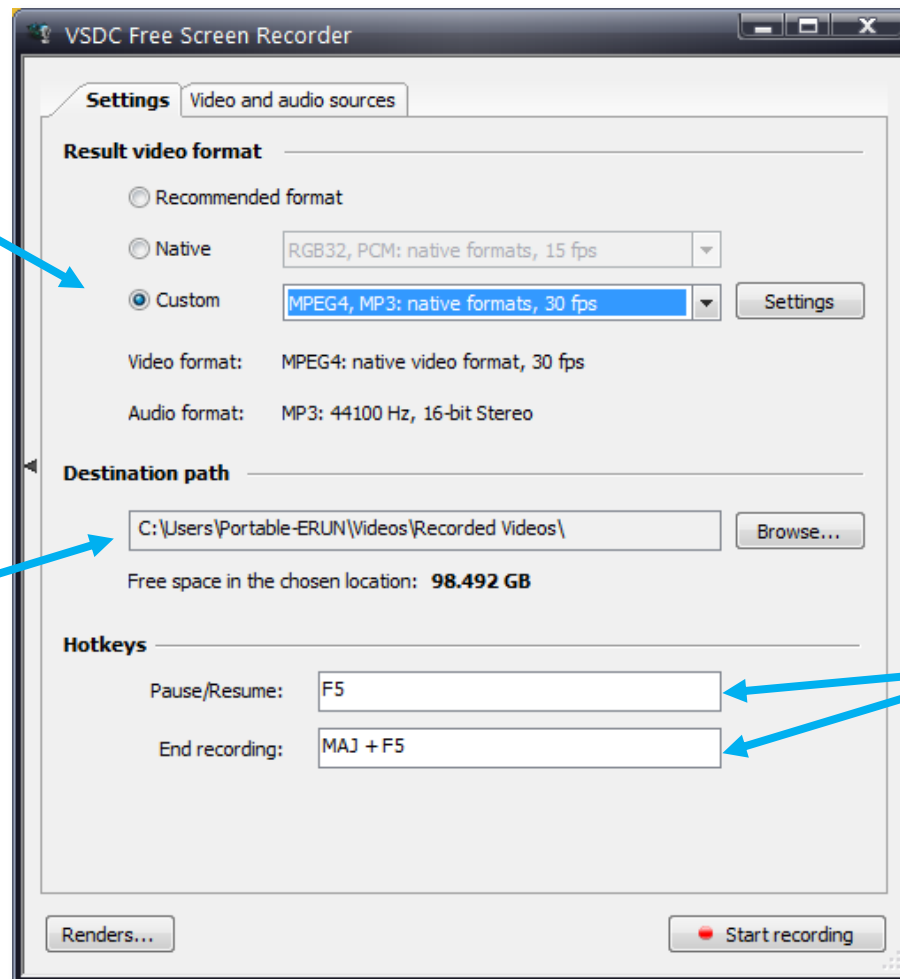 VSDC Free Screen Recorder
Settings Video and audio sources
Result video format
Recommended format
Native RGB32, PCM: native formats, 15 fps
Custom MPEG4, MP3: native formats, 30 fps Settings
Video format: MPEG4: native video format, 30 fps
Audio format: MP3: 44100 Hz, 16-bit Stereo
Destination path
C:\Users\Portable-ERUN\Videos\Recorded Videos\ Browse...
Free space in the chosen location: 98.492 GB
Hotkeys
Pause/Resume: F5
End recording: MAJ + F5
Renders... Start recording